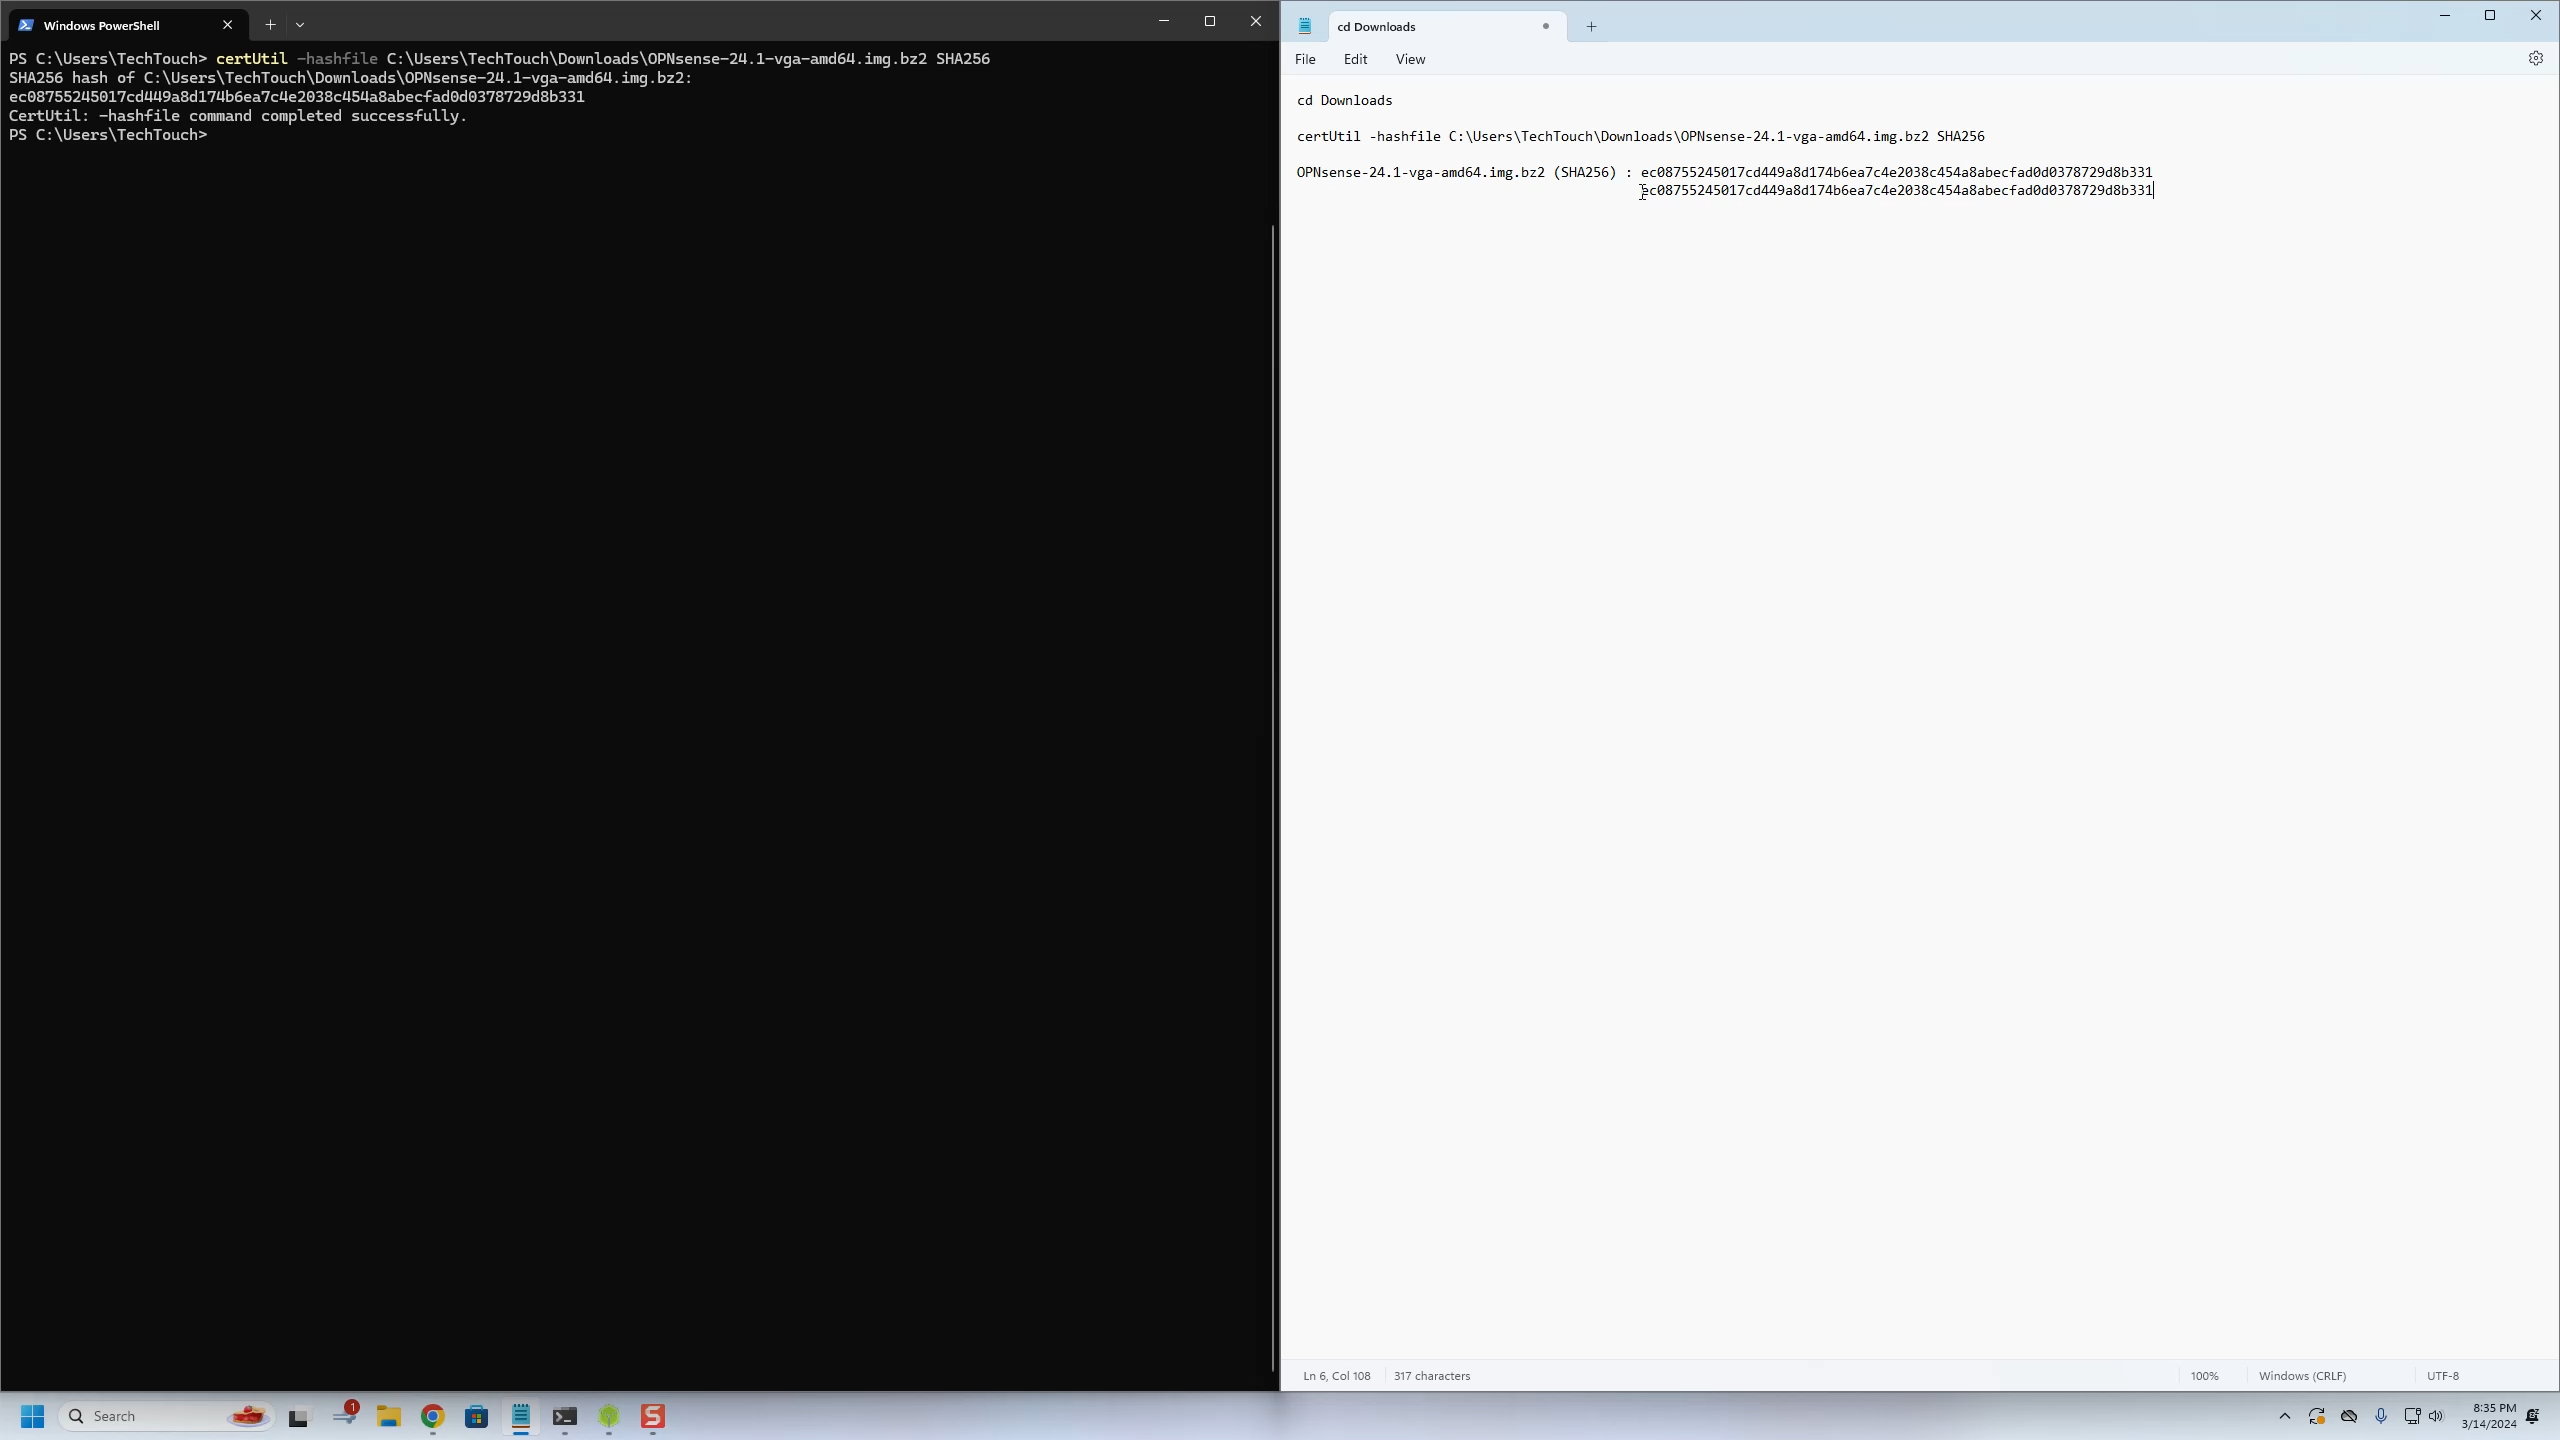 Windows PowerShell
PS C:\Users\TechTouch> certUtil -hashfile C:\Users\TechTouch\Downloads\OPNsense-24.1-vga-amd64.img.bz2 SHA256
SHA256 hash of C:\Users\TechTouch\Downloads\OPNsense-24.1-vga-amd64.img.bz2:
ec08755245017cd449a8d174b6ea7c4e2038c454a8abecfad0d0378729d8b331
CertUtil: -hashfile command completed successfully.
PS C:\Users\TechTouch>
cd Downloads
File Edit View
cd Downloads
certUtil -hashfile C:\Users\TechTouch\Downloads\OPNsense-24.1-vga-amd64.img.bz2 SHA256
OPNsense-24.1-vga-amd64.img.bz2 (SHA256) : ec08755245017cd449a8d174b6ea7c4e2038c454a8abecfad0d0378729d8b331
ec08755245017cd449a8d174b6ea7c4e2038c454a8abecfad0d0378729d8b331
Ln 6, Col 108 317 characters 100% Windows (CRLF) UTF-8
Search 1 8:35 PM
3/14/2024